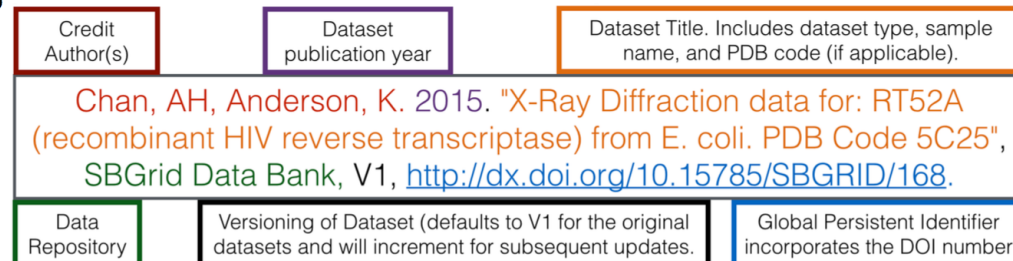 Credit
Author(s)
Dataset
publication year
Dataset Title. Includes dataset type, sample
name, and PDB code (if applicable).
Chan, AH, Anderson, K. 2015. "X-Ray Diffraction data for: RT52A
(recombinant HIV reverse transcriptase) from E. coli. PDB Code 5C25",
SBGrid Data Bank, V1, http://dx.doi.org/10.15785/SBGRID/168.
Data
Repository
Versioning of Dataset (defaults to V1 for the original
datasets and will increment for subsequent updates.
Global Persistent Identifier
incorporates the DOI number